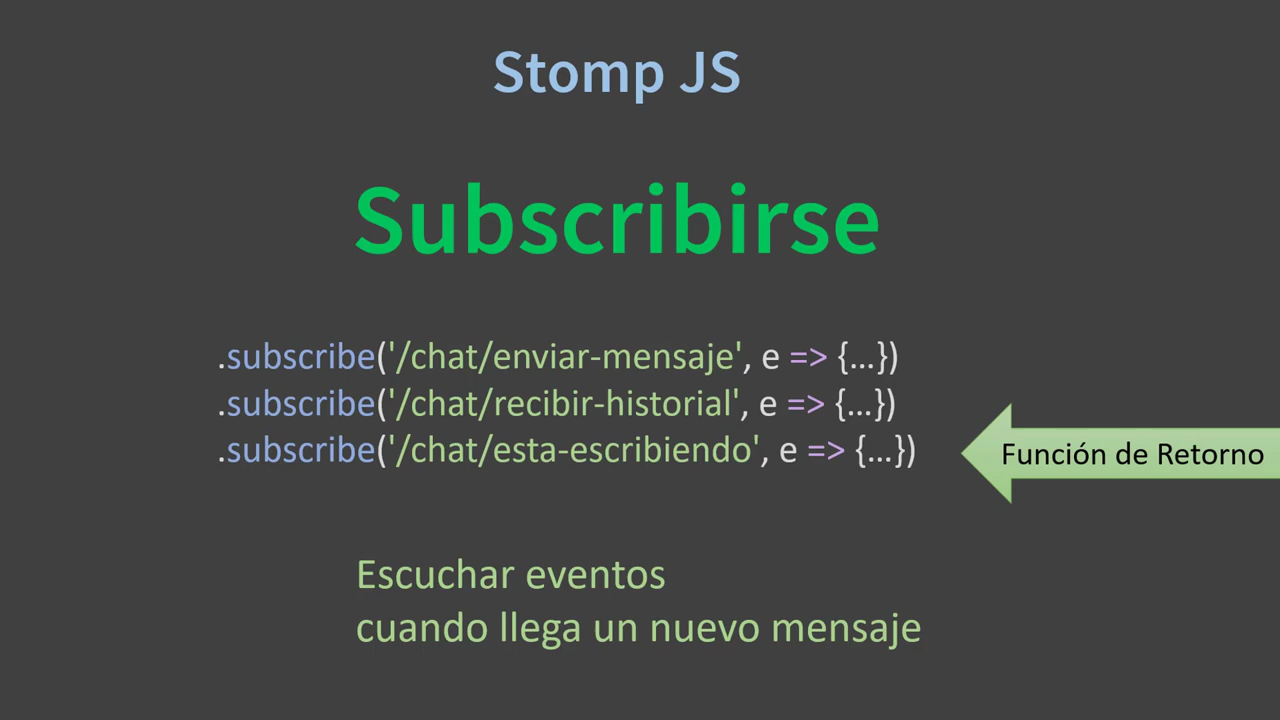 Stomp JS
Subscribirse
.subscribe('/chat/enviar-mensaje', e => {...})
.subscribe('/chat/recibir-historial', e => {...})
.subscribe('/chat/esta-escribiendo', e => {...})
Función de Retorno
Escuchar eventos
cuando llega un nuevo mensaje